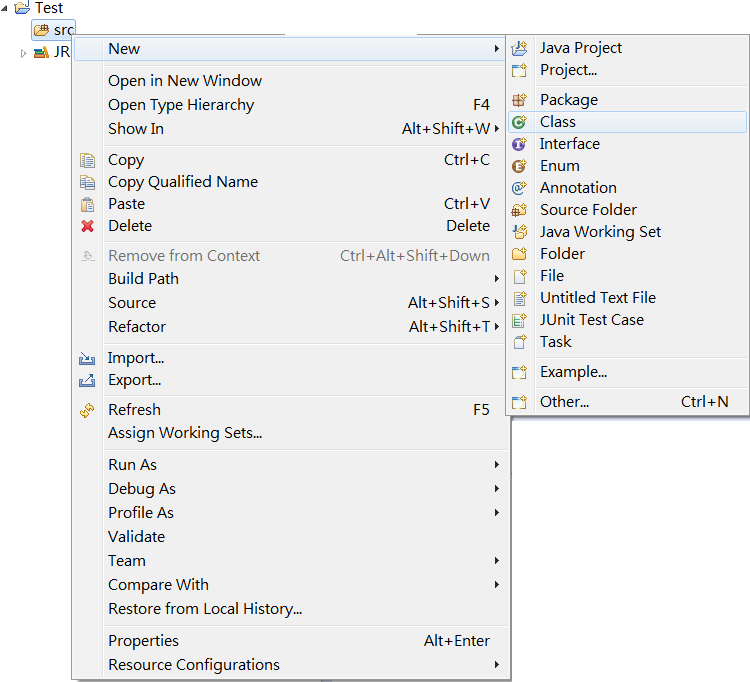 Test
src
JR
New
Open in New Window
Open Type Hierarchy F4
Show In Alt+Shift+W
Copy Ctrl+C
Copy Qualified Name
Paste Ctrl+V
Delete Delete
Remove from Context Ctrl+Alt+Shift+Down
Build Path
Source Alt+Shift+S
Refactor Alt+Shift+T
Import...
Export...
Refresh F5
Assign Working Sets...
Run As
Debug As
Profile As
Validate
Team
Compare With
Restore from Local History...
Properties Alt+Enter
Resource Configurations
Java Project
Project...
Package
Class
Interface
Enum
Annotation
Source Folder
Java Working Set
Folder
File
Untitled Text File
JUnit Test Case
Task
Example...
Other... Ctrl+N